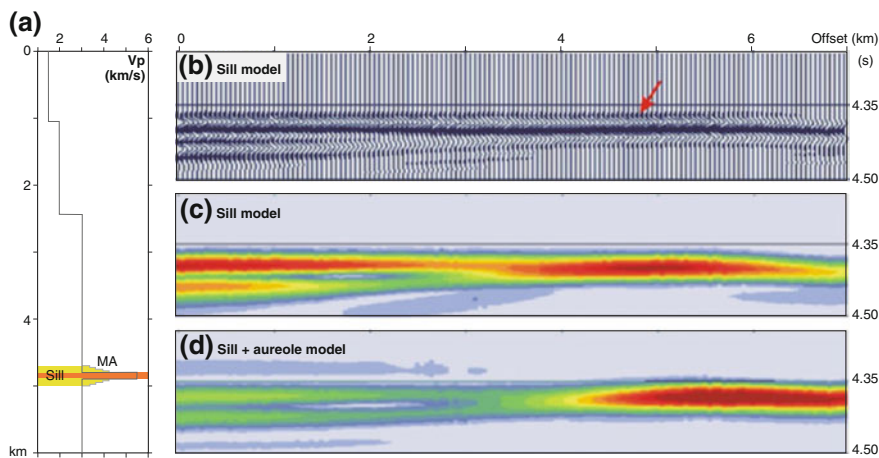 (a)
2 4 6
Vp
(km/s)
0
2
4
km
Sill
MA
0 2 4 6 Offset (km)
(s)
(b) Sill model
4.35
4.50
(c) Sill model
4.35
4.50
(d) Sill + aureole model
4.35
4.50